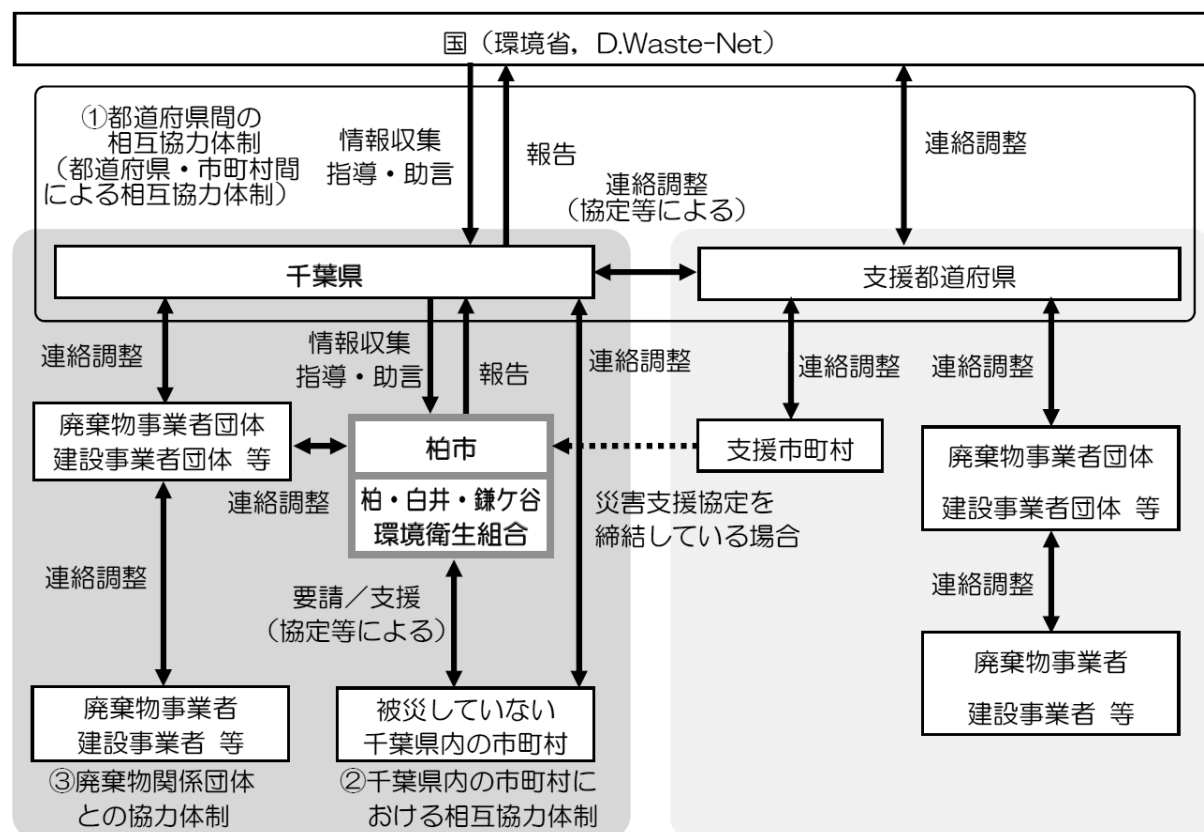 国（環境省，D.Waste-Net）
①都道府県間の
相互協力体制
（都道府県・市町村間
による相互協力体制）
情報収集
指導・助言
報告
連絡調整
（協定等による）
連絡調整
千葉県
支援都道府県
連絡調整
情報収集
指導・助言
報告
連絡調整
連絡調整
連絡調整
廃棄物事業者団体
建設事業者団体 等
連絡調整
柏市
柏・白井・鎌ケ谷
環境衛生組合
支援市町村
災害支援協定を
締結している場合
廃棄物事業者団体
建設事業者団体 等
連絡調整
要請／支援
（協定等による）
連絡調整
廃棄物事業者
建設事業者 等
被災していない
千葉県内の市町村
廃棄物事業者
建設事業者 等
③廃棄物関係団体
との協力体制
②千葉県内の市町村に
おける相互協力体制